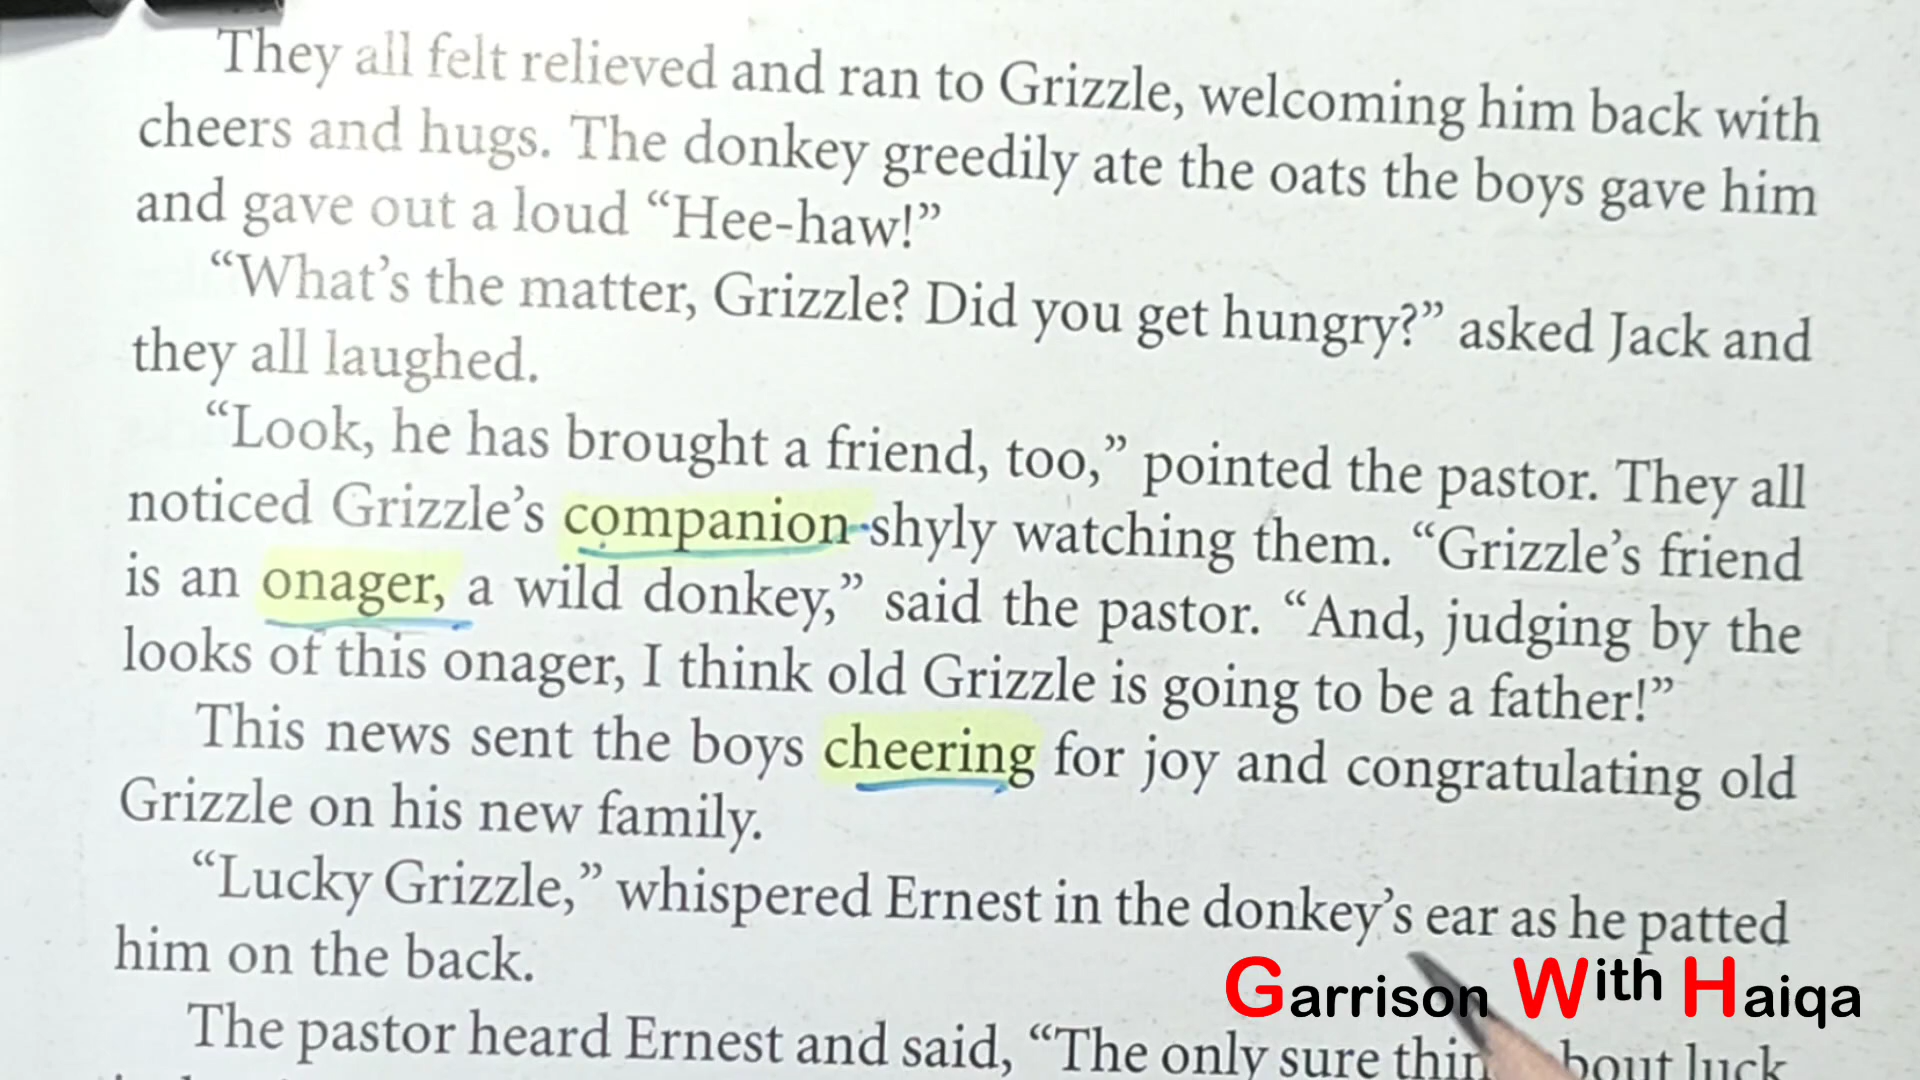 They all felt relieved and ran to Grizzle, welcoming him back with
cheers and hugs. The donkey greedily ate the oats the boys gave him
and gave out a loud “Hee-haw!”
“What’s the matter, Grizzle? Did you get hungry?” asked Jack and
they all laughed.
“Look, he has brought a friend, too,” pointed the pastor. They all
noticed Grizzle’s companion shyly watching them. “Grizzle’s friend
is an onager, a wild donkey,” said the pastor. “And, judging by the
looks of this onager, I think old Grizzle is going to be a father!”
This news sent the boys cheering for joy and congratulating old
Grizzle on his new family.
“Lucky Grizzle,” whispered Ernest in the donkey’s ear as he patted
him on the back.
Garrison With Haiqa
The pastor heard Ernest and said, “The only sure luck